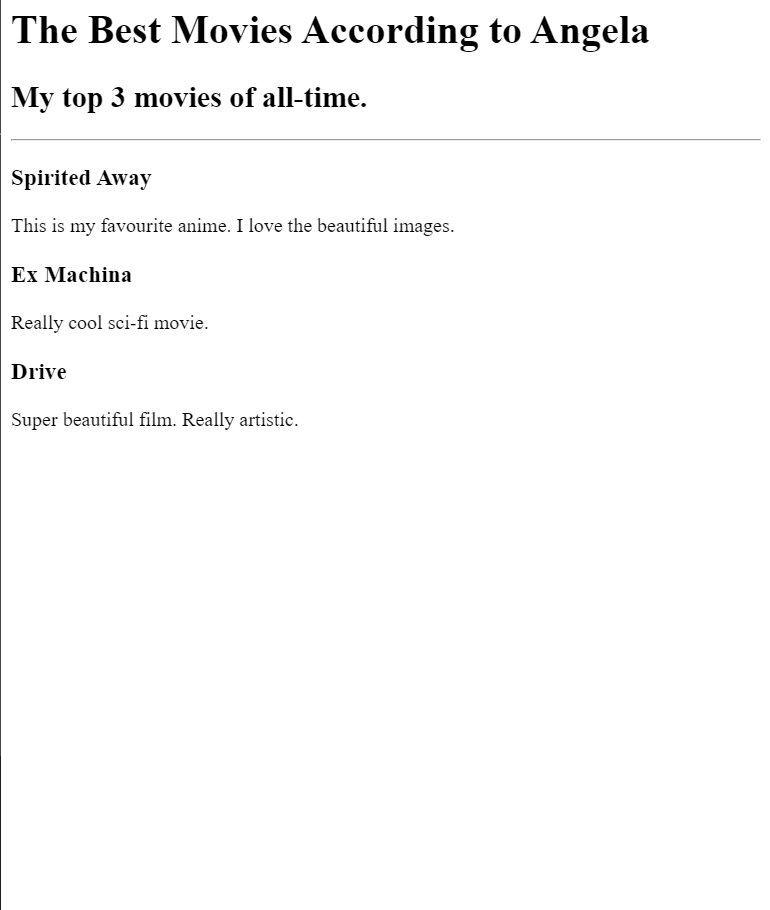 The Best Movies According to Angela
My top 3 movies of all-time.
Spirited Away
This is my favourite anime. I love the beautiful images.
Ex Machina
Really cool sci-fi movie.
Drive
Super beautiful film. Really artistic.